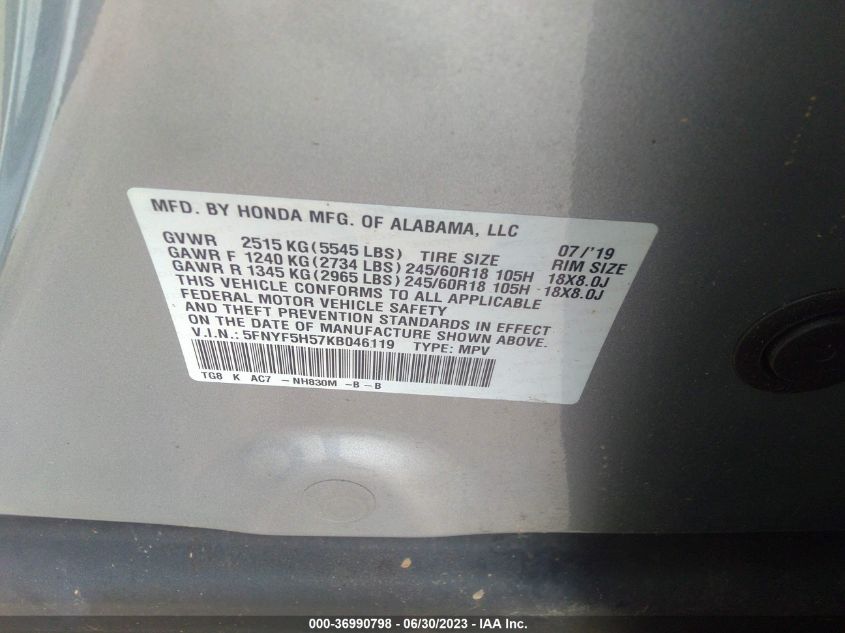 MFD. BY HONDA MFG. OF ALABAMA, LLC
07/'19
GVWR 2515 KG(5545 LBS) TIRE SIZE RIM SIZE
GAWR F 1240 KG(2734 LBS)245/60R18 105H 18X8.0J
GAWR R 1345 KG(2965 LBS)245/60R18 105H -18X8.0J
THIS VEHICLE CONFORMS TO ALL APPLICABLE
FEDERAL MOTOR VEHICLE SAFETY
AND THEFT PREVENTION STANDARDS IN EFFECT
ON THE DATE OF MANUFACTURE FROM ABOVE.
V.I.N.: 5FNYF5H57KB046119 TYPE: MPV
TG8 K AC7 -NH830M -B-B
000-36990798 - 06/30/2023 - IAA Inc.